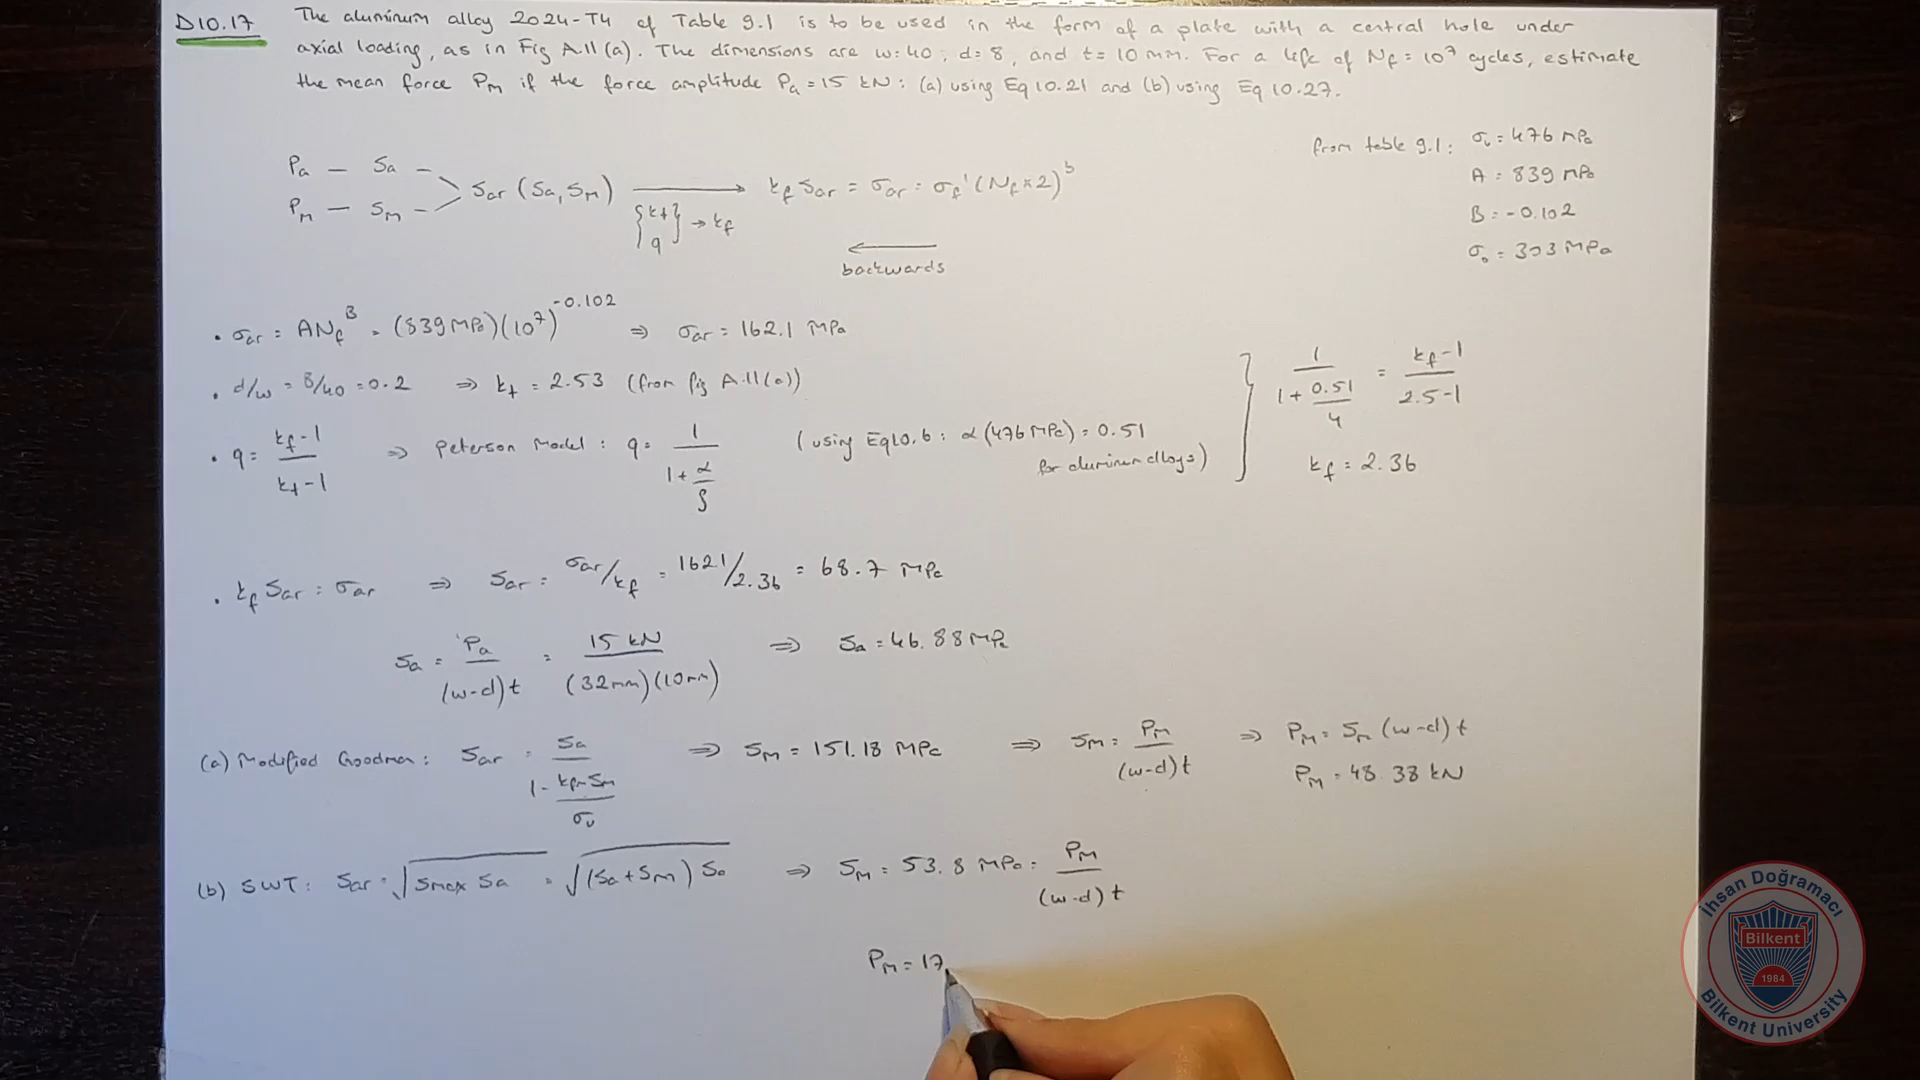 D10.17 The aluminum alloy 2024-T4 of Table 9.1 is to be used in the form of a plate with a central hole under
axial loading, as in Fig A.11(a). The dimensions are w=40, d=8, and t=10 mm. For a life of Nf=10^7 cycles, estimate
the mean force Pm if the force amplitude Pa=15 kN: (a) using Eq 10.21 and (b) using Eq 10.27.
from table 9.1: σu = 476 MPa
A = 839 MPa
B = -0.102
σo = 303 MPa
Pa — Sa —
Pm — Sm —
Sar (Sa, Sm) → kf Sar = σar = σf' (Nf×2)^b
{kt q} → kf
← backwards
• σar = ANf^B = (839 MPa)(10^7)^-0.102 ⇒ σar = 162.1 MPa
• d/w = 8/40 = 0.2 ⇒ kt = 2.53 (from fig A.11(a))
• q = kf-1 / kt-1 ⇒ Peterson Model: q = 1 / 1+α/ρ (using Eq10.6: α(476 MPa) = 0.51
for aluminum alloys)
1 / 1+0.51/4 = kf-1 / 2.5-1
kf = 2.36
• kf Sar = σar ⇒ Sar = σar/kf = 1621/2.36 = 68.7 MPa
Sa = Pa / (w-d)t = 15 kN / (32mm)(10mm) ⇒ Sa = 46.88 MPa
(a) Modified Goodman: Sar = Sa / 1 - kfm Sm / σu ⇒ Sm = 151.18 MPa ⇒ Sm = Pm / (w-d)t ⇒ Pm = Sm (w-d) t
Pm = 48.38 kN
(b) SWT: Sar = √Smax Sa = √(Sa+Sm) Sa ⇒ Sm = 53.8 MPa = Pm / (w-d) t
Pm = 17
İhsan Doğramacı
Bilkent
1984
Bilkent University